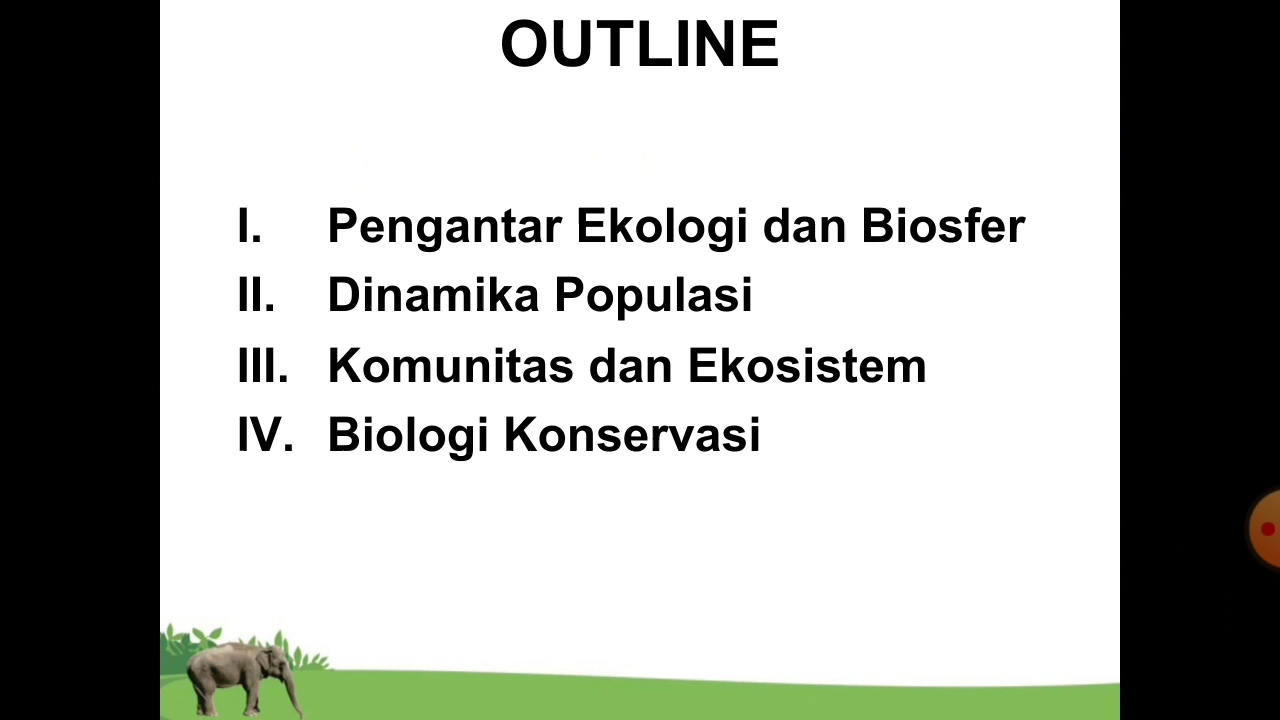 OUTLINE
I. Pengantar Ekologi dan Biosfer
II. Dinamika Populasi
III. Komunitas dan Ekosistem
IV. Biologi Konservasi